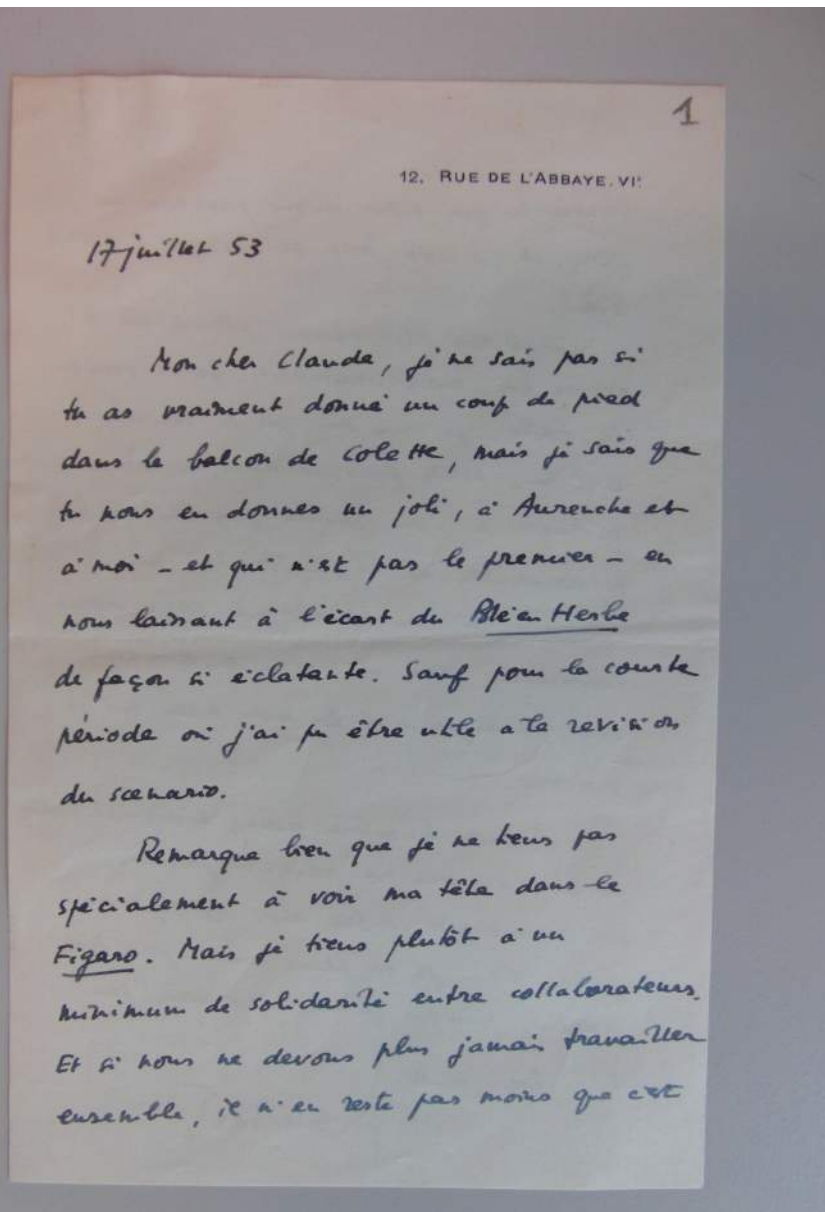 1
12, RUE DE L'ABBAYE. VIe
17 juillet 53
Mon cher Claude, je ne sais pas si
tu as vraiment donné un coup de pied
dans le balcon de Colette, mais je sais que
tu nous en donnes un joli, à Aurenche et
à moi – et qui n'est pas le premier – en
nous laissant à l'écart du Blé en Herbe
de façon si éclatante. Sauf pour la courte
période où j'ai pu être utile a la revision
du scenario.
Remarque bien que je ne tiens pas
spécialement à voir ma tête dans le
Figaro. Mais je tiens plutôt à un
minimum de solidarité entre collaborateurs.
Et si nous ne devons plus jamais travailler
ensemble, il n'en reste pas moins que c'est